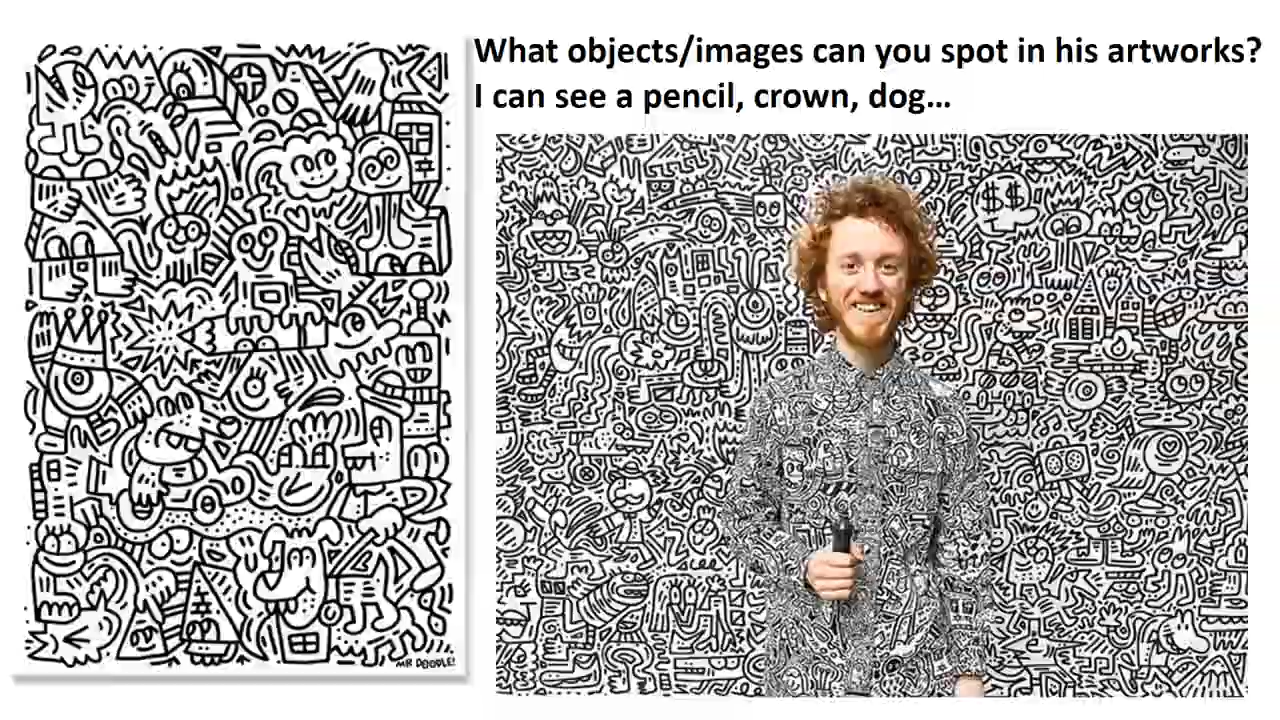 What objects/images can you spot in his artworks?
I can see a pencil, crown, dog…
MR DOODLE!
$$